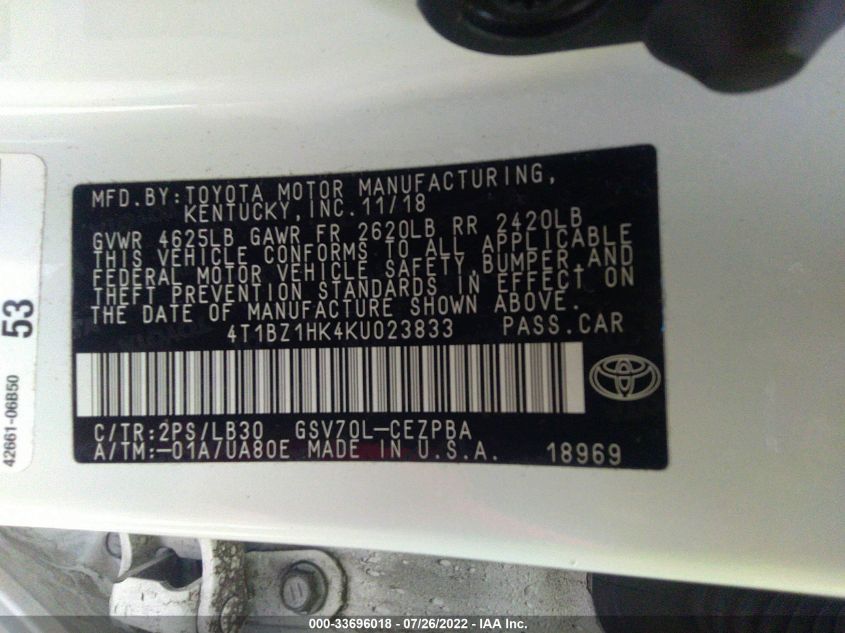 MFD.BY:TOYOTA MOTOR MANUFACTURING,
KENTUCKY,INC.11/18
GVWR 4625LB GAWR FR 2620LB RR 2420LB
THIS VEHICLE CONFORMS TO ALL APPLICABLE
FEDERAL MOTOR VEHICLE SAFETY,BUMPER,AND
THEFT PREVENTION STANDARDS IN EFFECT ON
THE DATE OF MANUFACTURE SHOWN ABOVE.
4T1BZ1HK4KU023833 PASS.CAR
C/TR:2PS/LB30 GSV70L-CEZPBA
A/TM:-01A/UA80E MADE IN U.S.A. 18969
53
42661-06B50
000-33696018 - 07/26/2022 - IAA Inc.